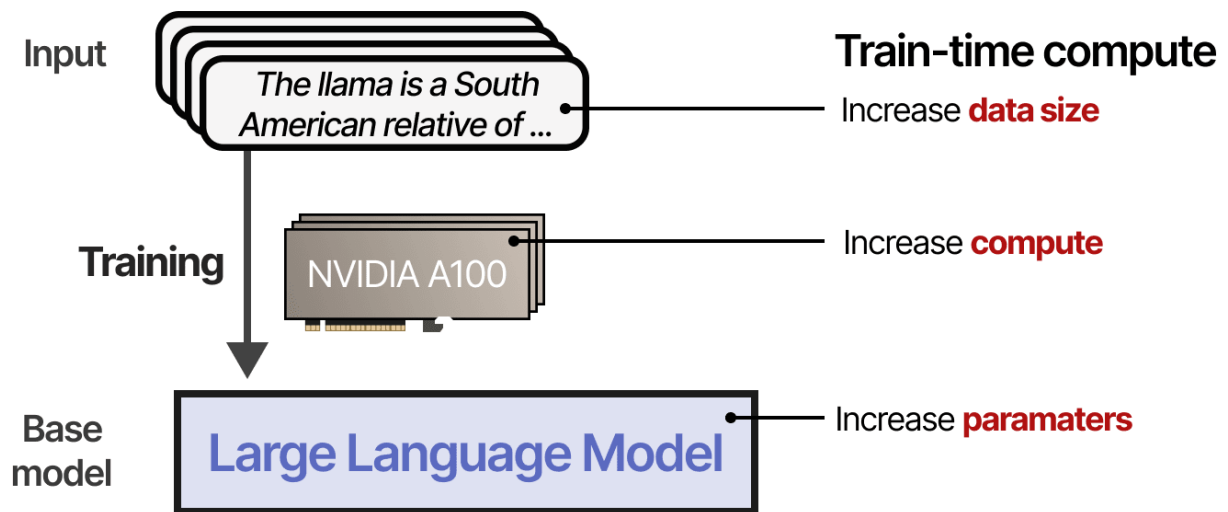 Input
The llama is a South
American relative of ...
Train-time compute
Increase data size
Training
NVIDIA A100
Increase compute
Base
model
Large Language Model
Increase paramaters